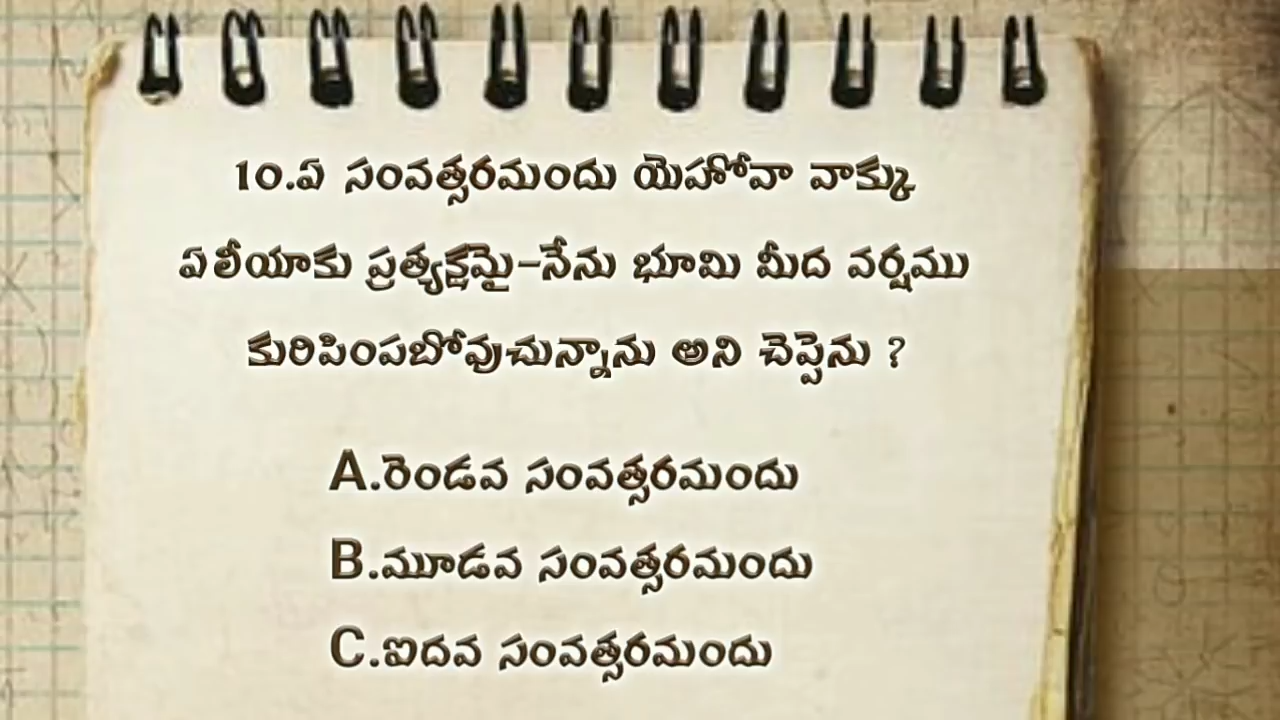 10.ఏ సంవత్సరమందు యెహోవా వాక్కు
ఏలీయాకు ప్రత్యక్షమై-నేను భూమి మీద వర్షము
కురిపింపబోవుచున్నాను అని చెప్పెను ?
A.రెండవ సంవత్సరమందు
B.మూడవ సంవత్సరమందు
C.ఐదవ సంవత్సరమందు